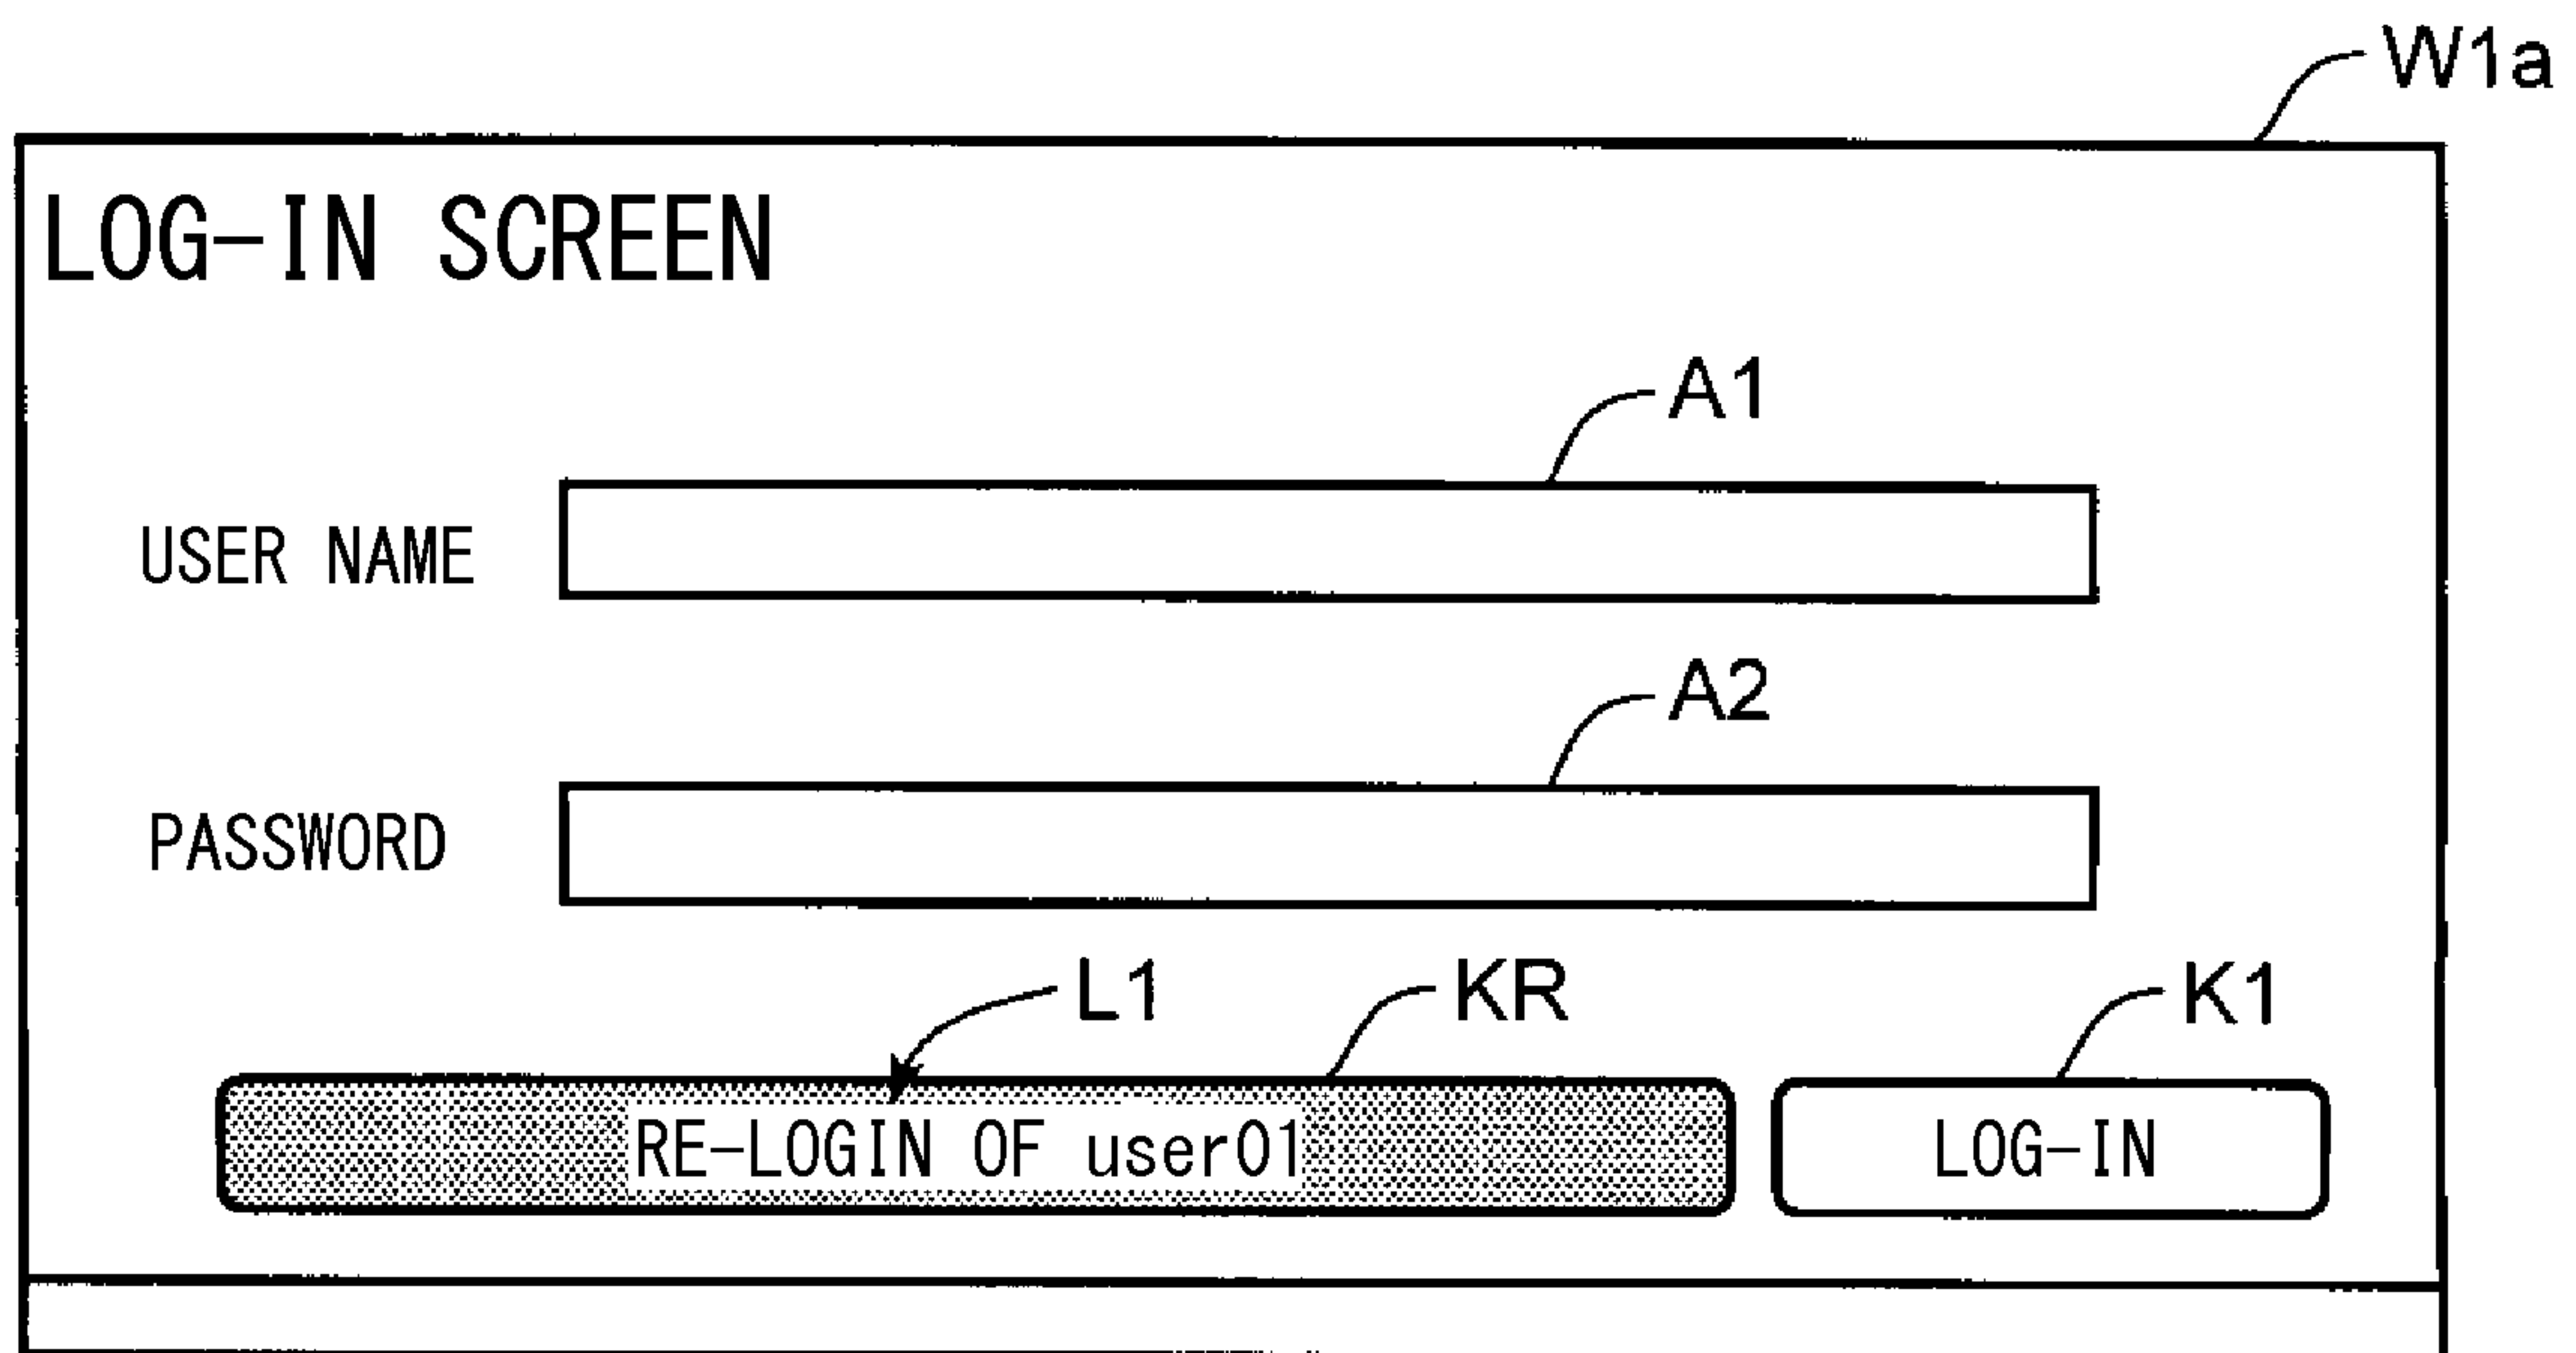 W1a
LOG-IN SCREEN
A1
USER NAME
A2
PASSWORD
L1 KR K1
RE-LOGIN OF user01 LOG-IN